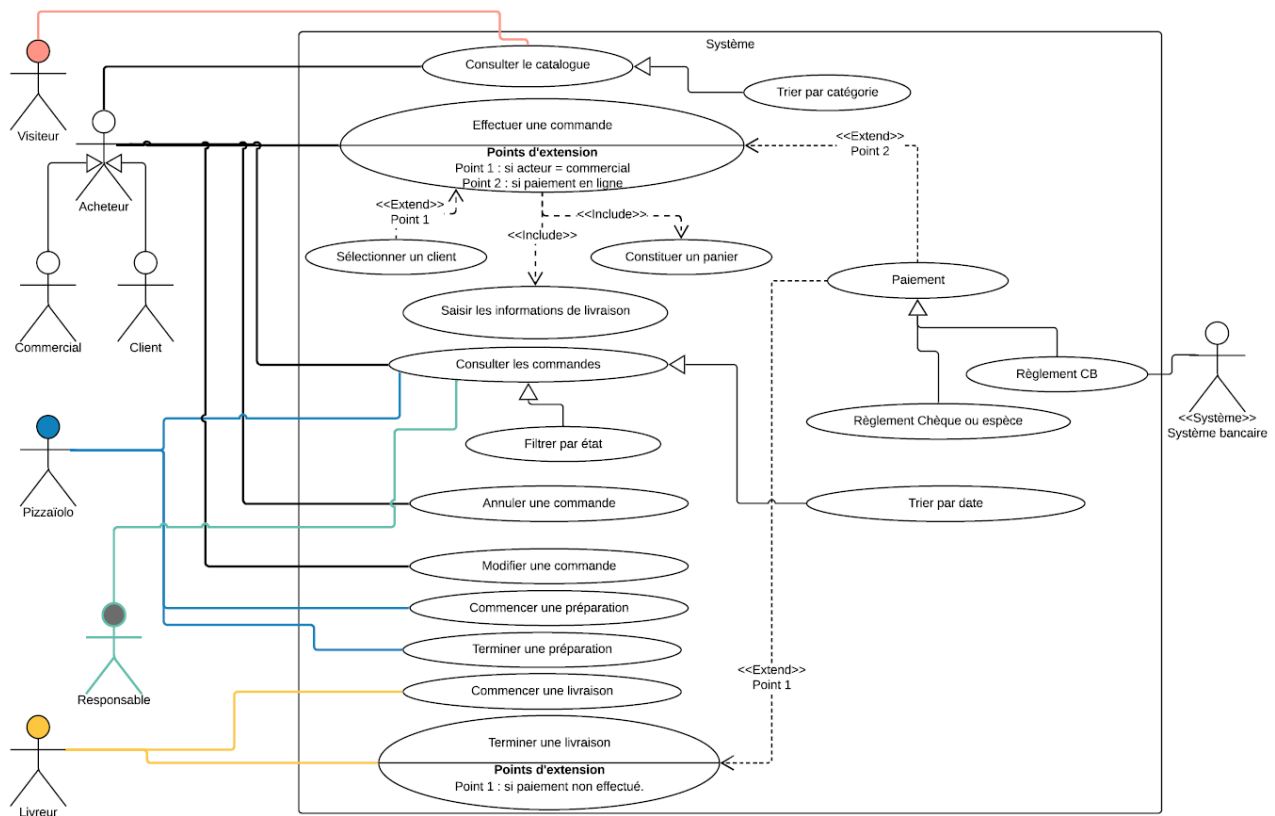 Système
Consulter le catalogue
Trier par catégorie
Visiteur
Effectuer une commande
Points d'extension
Point 1 : si acteur = commercial
Point 2 : si paiement en ligne
<<Extend>>
Point 2
Acheteur
<<Extend>>
Point 1
<<Include>>
<<Include>>
Sélectionner un client
Constituer un panier
Paiement
Saisir les informations de livraison
Commercial
Client
Consulter les commandes
Règlement CB
<<Système>>
Système bancaire
Règlement Chèque ou espèce
Filtrer par état
Pizzaïolo
Annuler une commande
Trier par date
Modifier une commande
Commencer une préparation
Terminer une préparation
<<Extend>>
Point 1
Commencer une livraison
Responsable
Terminer une livraison
Points d'extension
Point 1 : si paiement non effectué.
Livreur